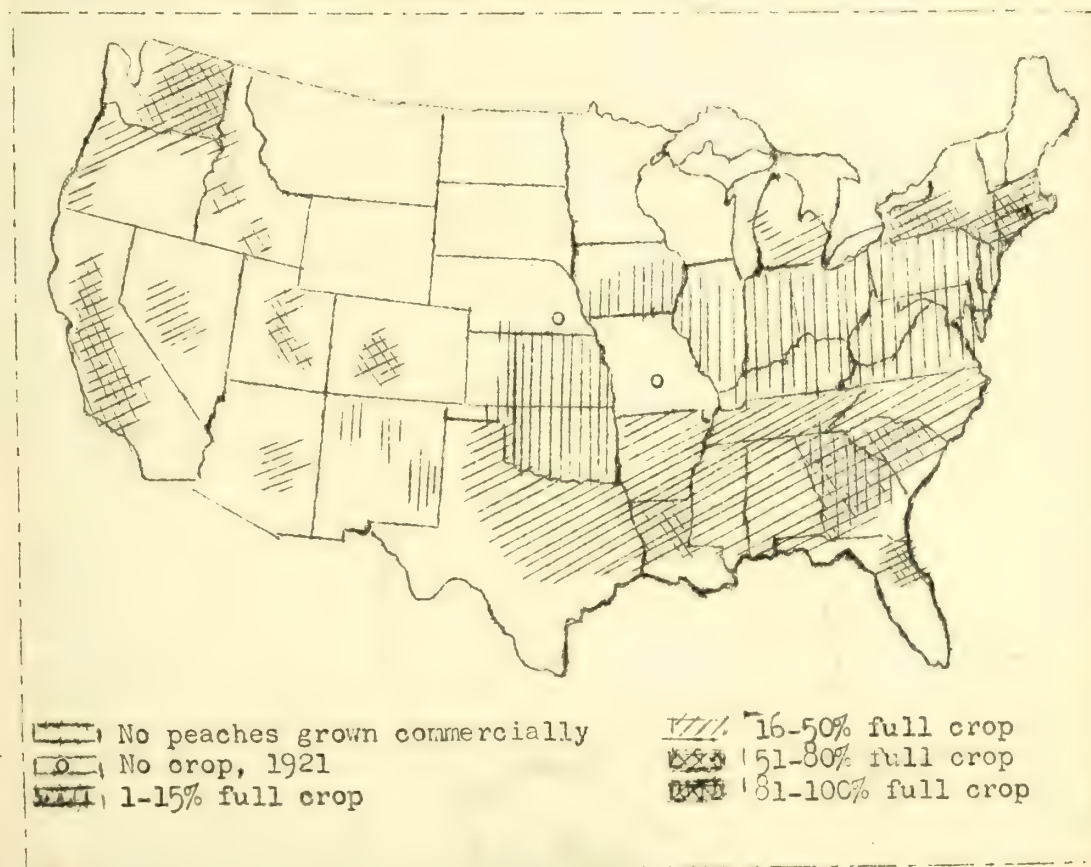 No peaches grown commercially
No crop, 1921
1-15% full crop
16-50% full crop
51-80% full crop
81-100% full crop